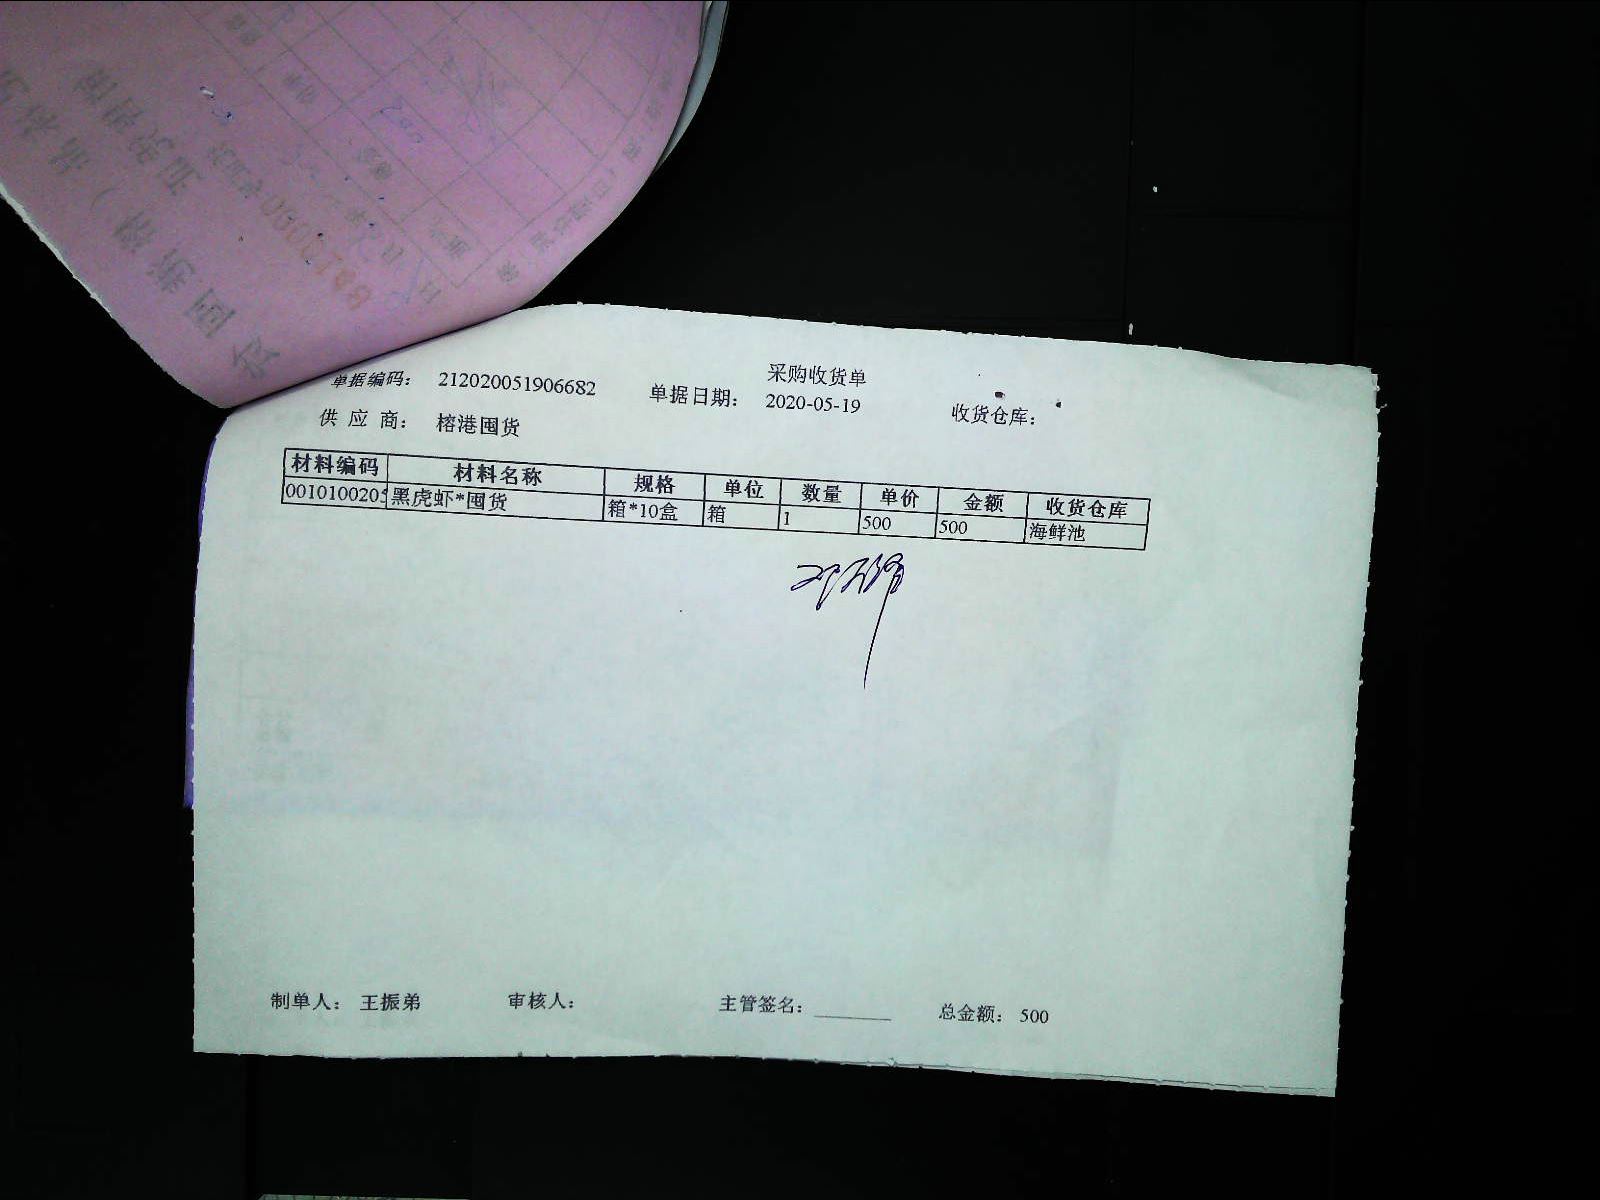 采购收货单
单据编码： 212020051906682 单据日期： 2020-05-19 收货仓库：
供 应 商： 榕港囤货
材料编码 材料名称 规格 单位 数量 单价 金额 收货仓库
0010100205 黑虎虾*囤货 箱*10盒 箱 1 500 500 海鲜池
制单人： 王振弟 审核人： 主管签名： 总金额： 500